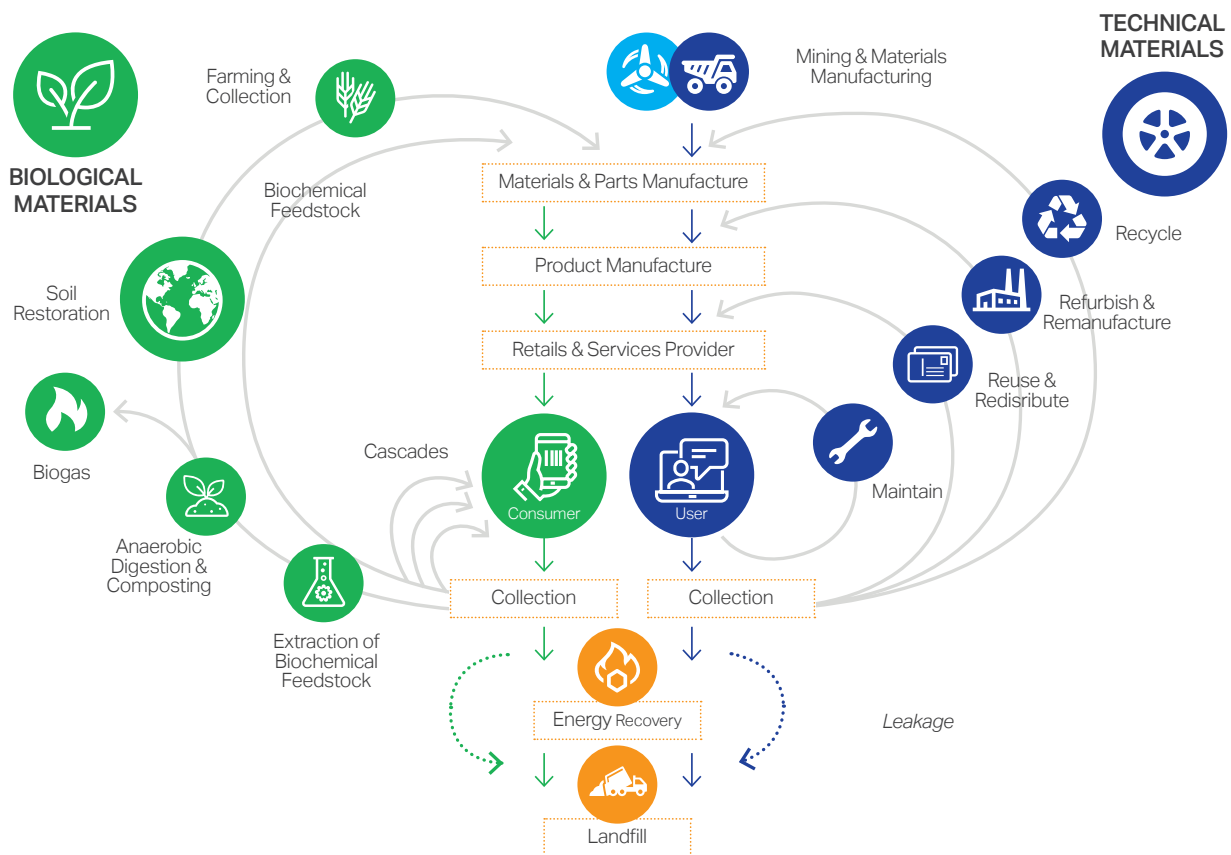 TECHNICAL
MATERIALS
Mining & Materials
Manufacturing
Farming &
Collection
BIOLOGICAL
MATERIALS
Materials & Parts Manufacture
Biochemical
Feedstock
Recycle
Product Manufacture
Soil
Restoration
Refurbish &
Remanufacture
Retails & Services Provider
Reuse &
Redisribute
Biogas
Cascades
Maintain
Consumer
User
Anaerobic
Digestion &
Composting
Collection
Collection
Extraction of
Biochemical
Feedstock
Energy Recovery
Leakage
Landfill